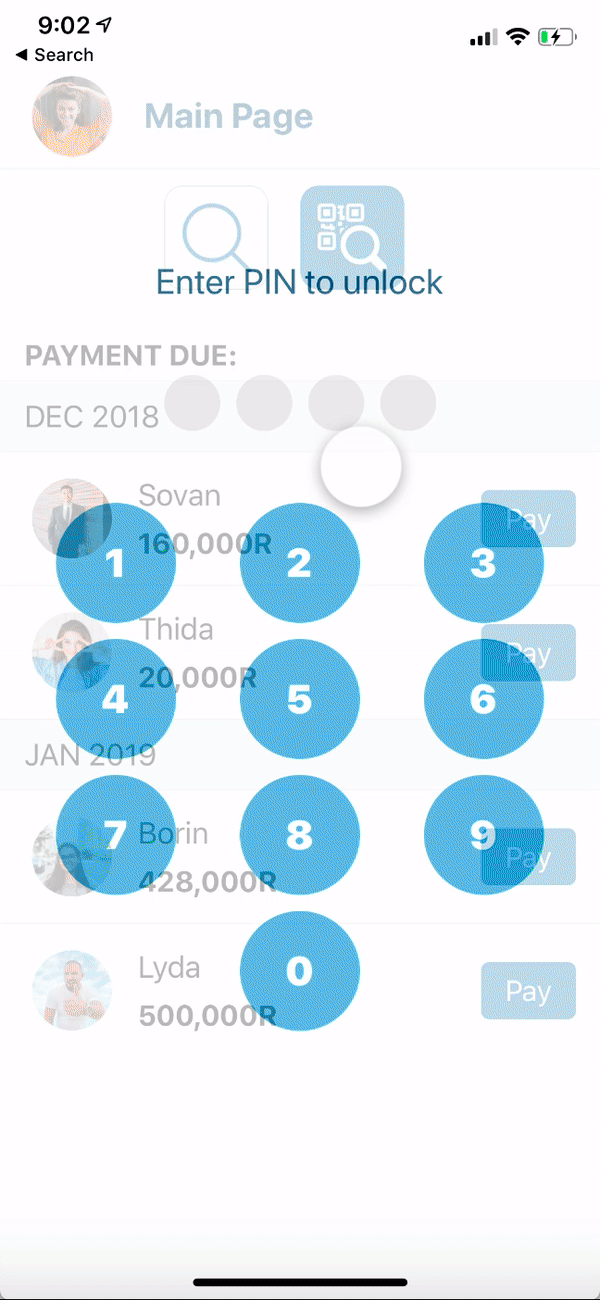 9:02
◀ Search
Main Page
Enter PIN to unlock
PAYMENT DUE:
DEC 2018
Sovan
160,000R
Pay
1 2 3
Thida
20,000R
Pay
4 5 6
JAN 2019
7 8 9
Borin
428,000R
Pay
0
Lyda
500,000R
Pay